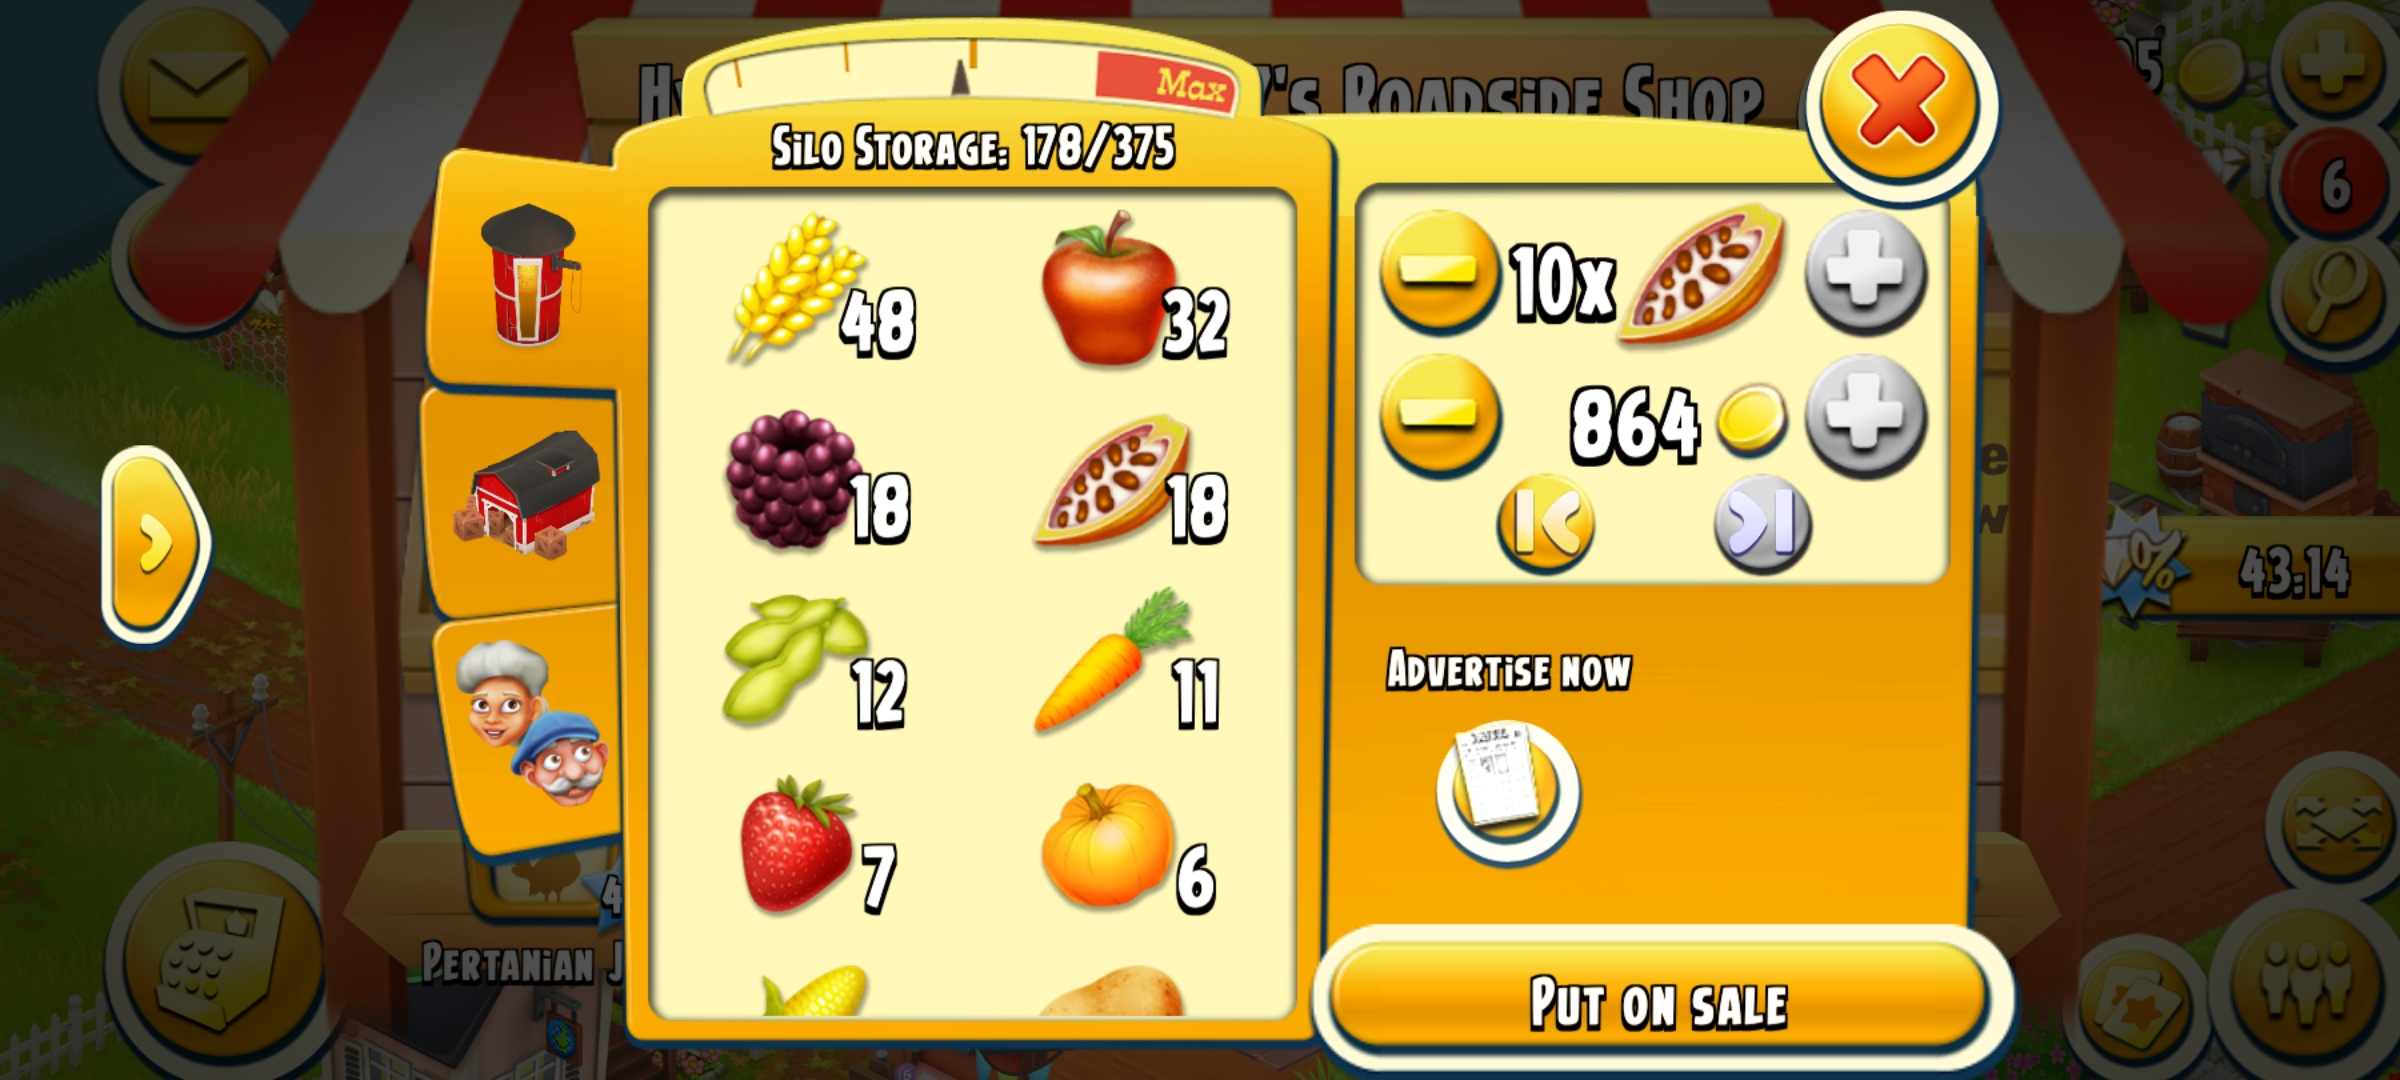 'S ROADSIDE SHOP
Max
SILO STORAGE: 178/375
5
6
48
32
10x
864
18
18
43:14
12
11
ADVERTISE NOW
7
6
PERTANIAN
PUT ON SALE